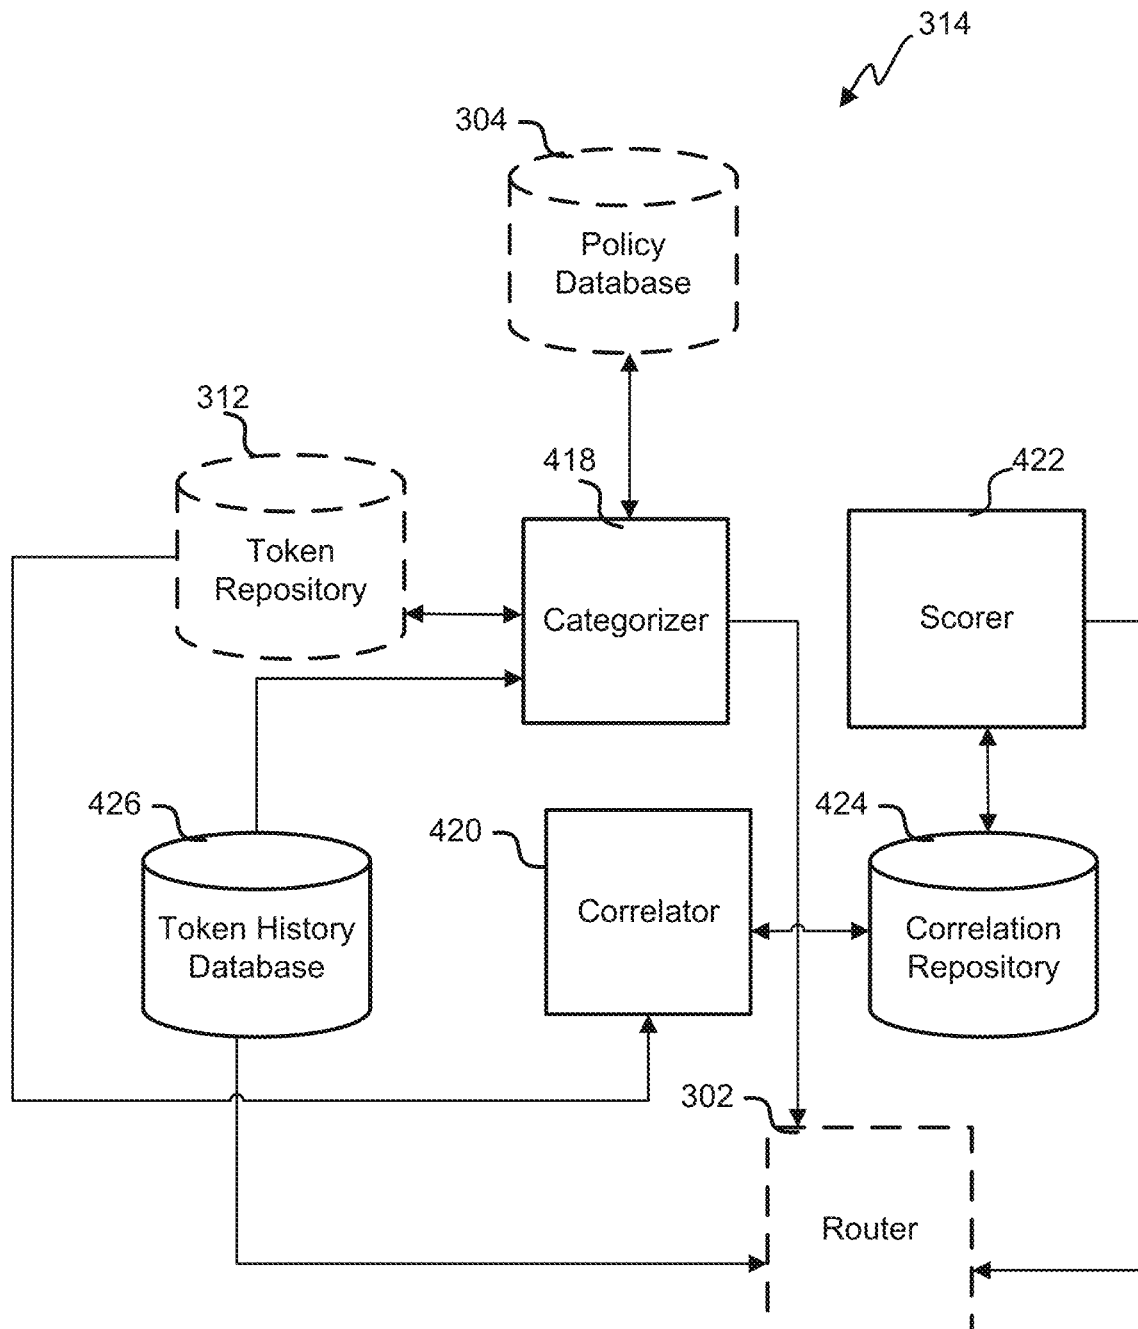 314
304
Policy
Database
312
418
422
Token
Repository
Categorizer
Scorer
426
420
424
Token History
Database
Correlator
Correlation
Repository
302
Router